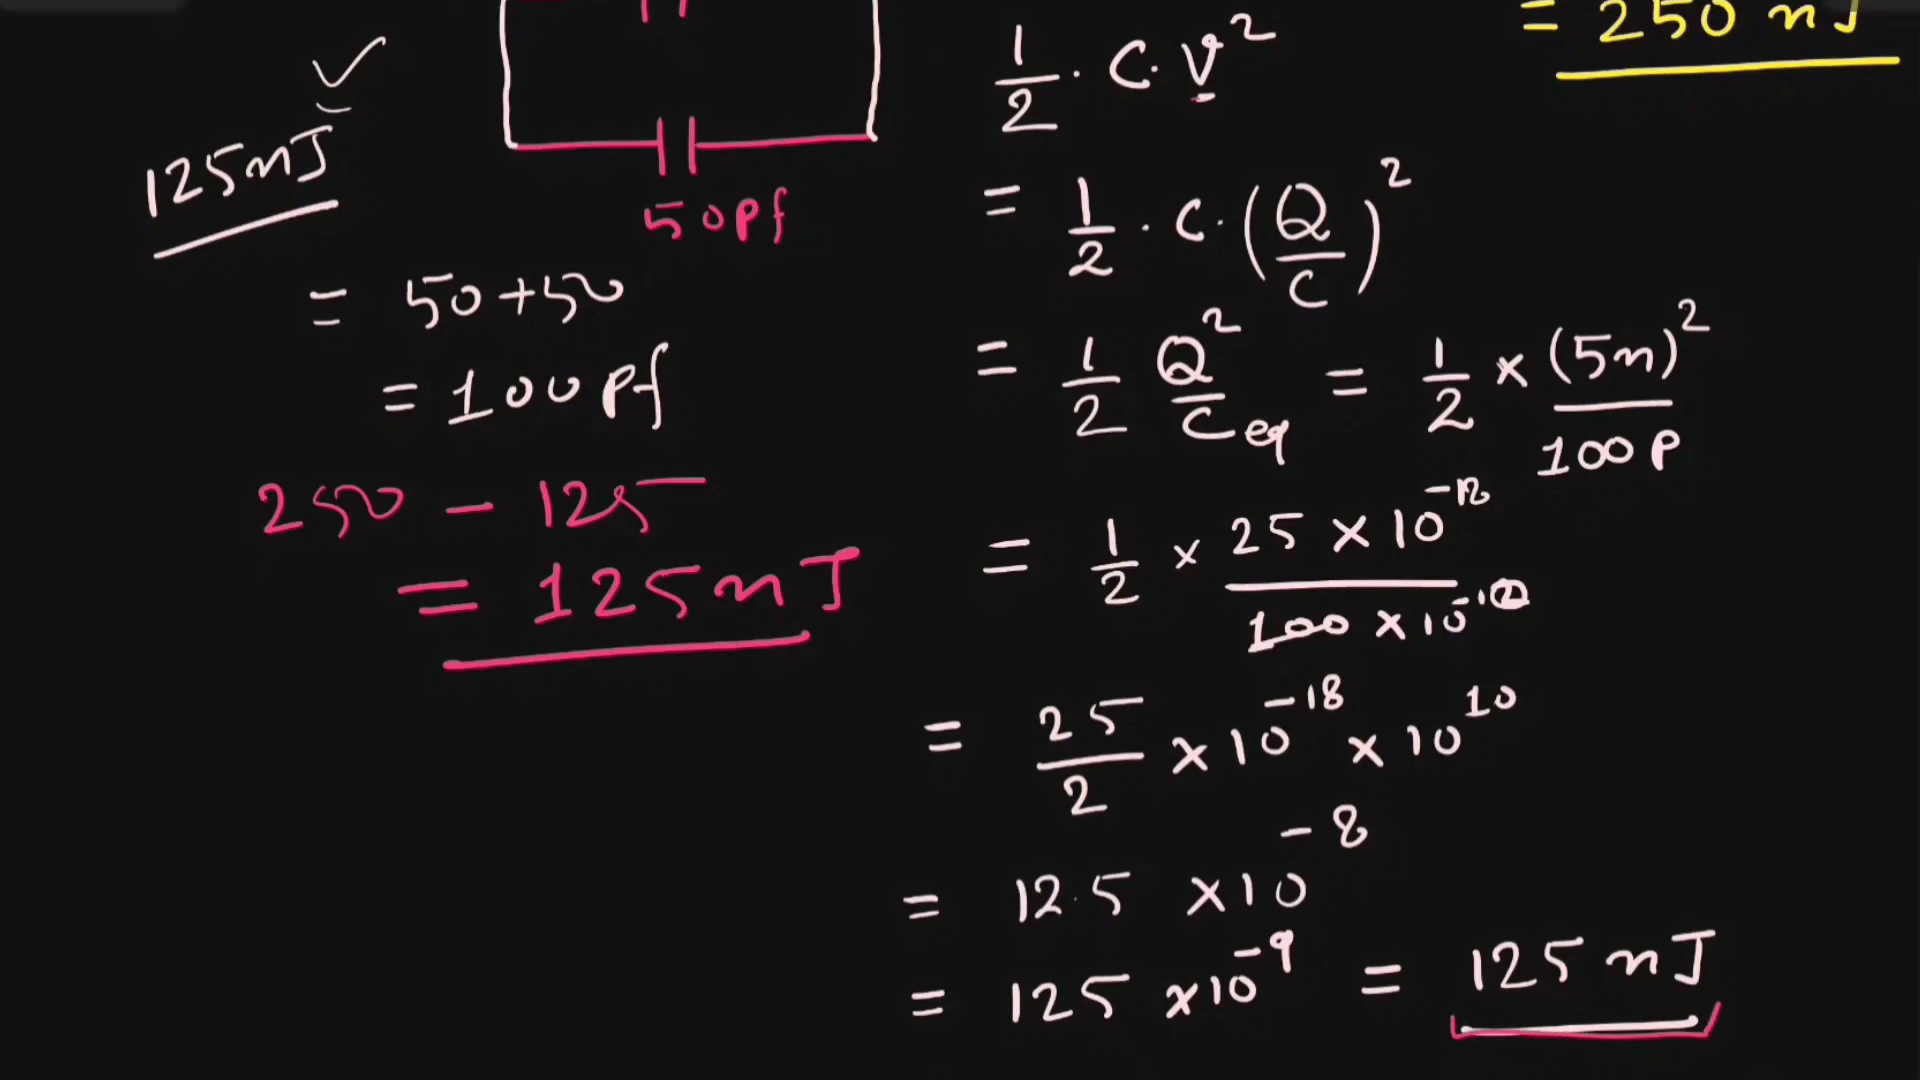 125nJ
50pf
= 50+50
= 100pf
250 - 125
= 125nJ
= 250 nJ
1/2 · C · V²
= 1/2 · C · (Q/C)²
= 1/2 Q²/Ceq = 1/2 × (5n)²/100P
= 1/2 × 25 × 10⁻¹⁸/100 × 10⁻¹²
= 25/2 × 10⁻¹⁸ × 10¹⁰
= 12.5 × 10⁻⁸
= 125 × 10⁻⁹ = 125 nJ